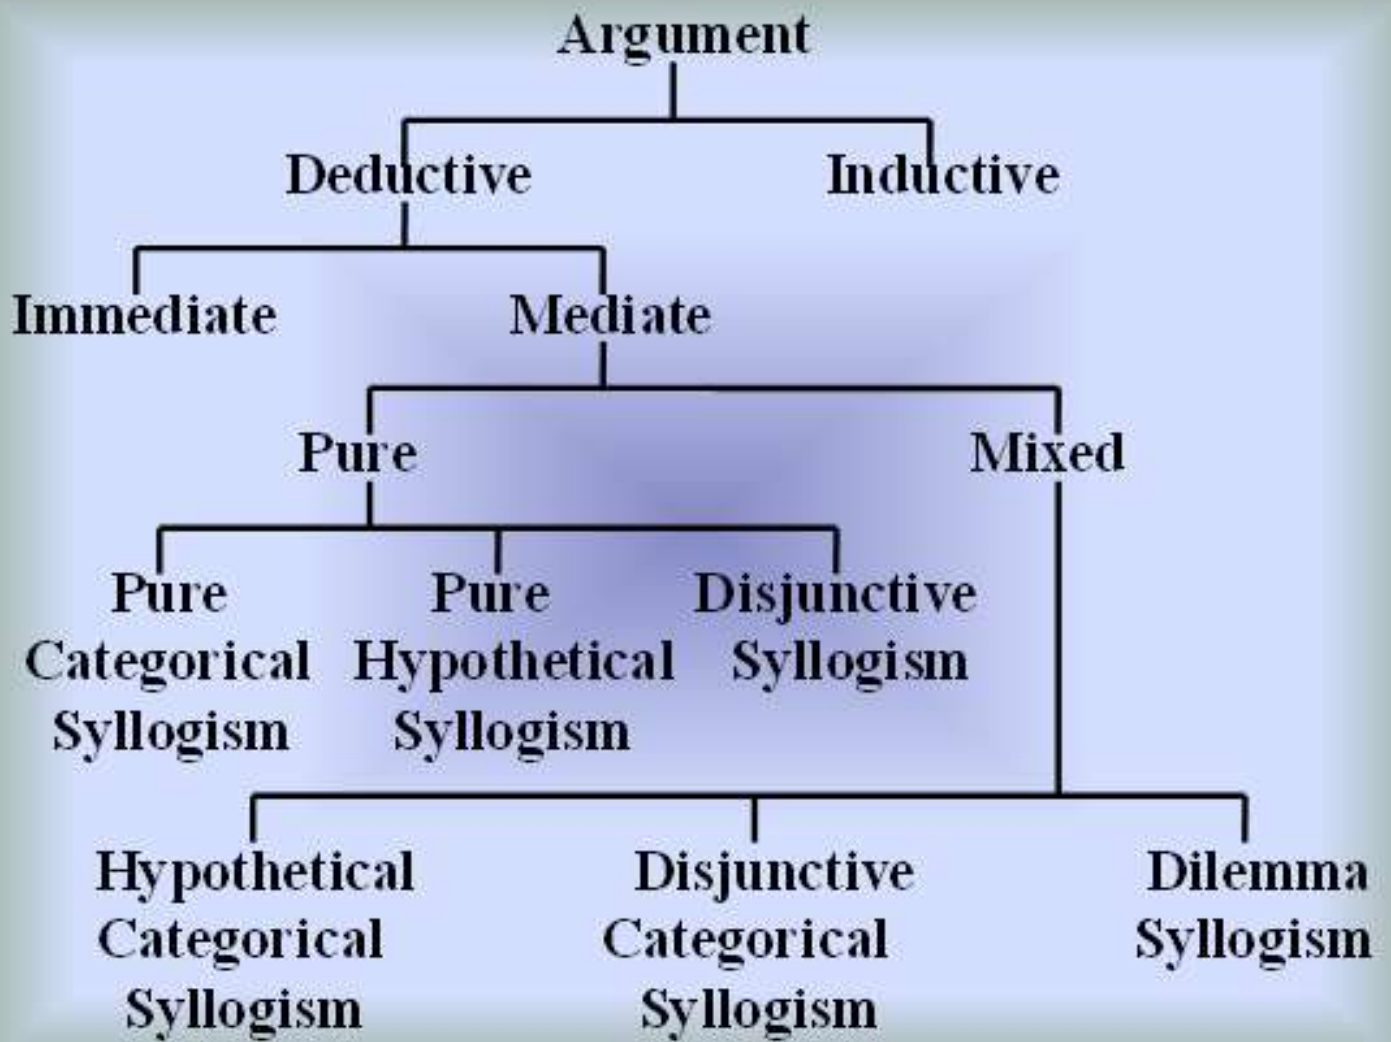 Argument
Deductive Inductive
Immediate Mediate
Pure Mixed
Pure Pure Disjunctive
Categorical Hypothetical Syllogism
Syllogism Syllogism
Hypothetical Disjunctive Dilemma
Categorical Categorical Syllogism
Syllogism Syllogism